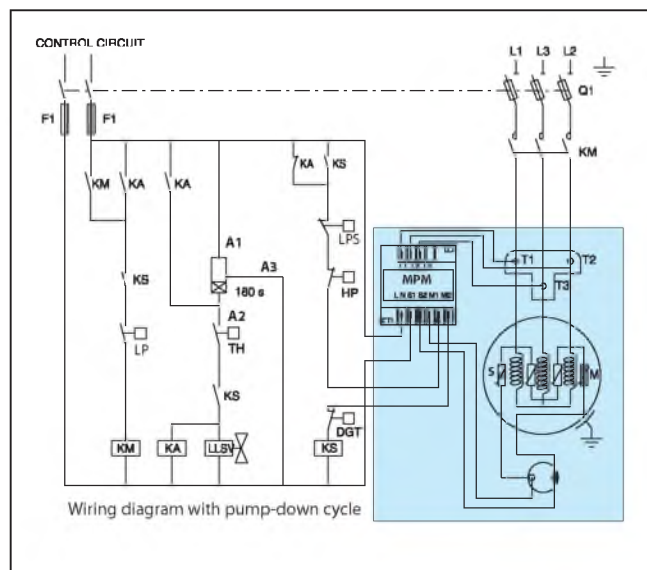 CONTROL CIRCUIT
L1 L3 L2
Q1
F1 F1
KM
KM KA KA KA KS
LPS
A1
A3
180 s
HP
MPM
L N S1 S2 M1 M2
T1 T2
T3
KS
A2
LP
TH
KS
S M
DGT
KM KA LLSV KS
Wiring diagram with pump-down cycle